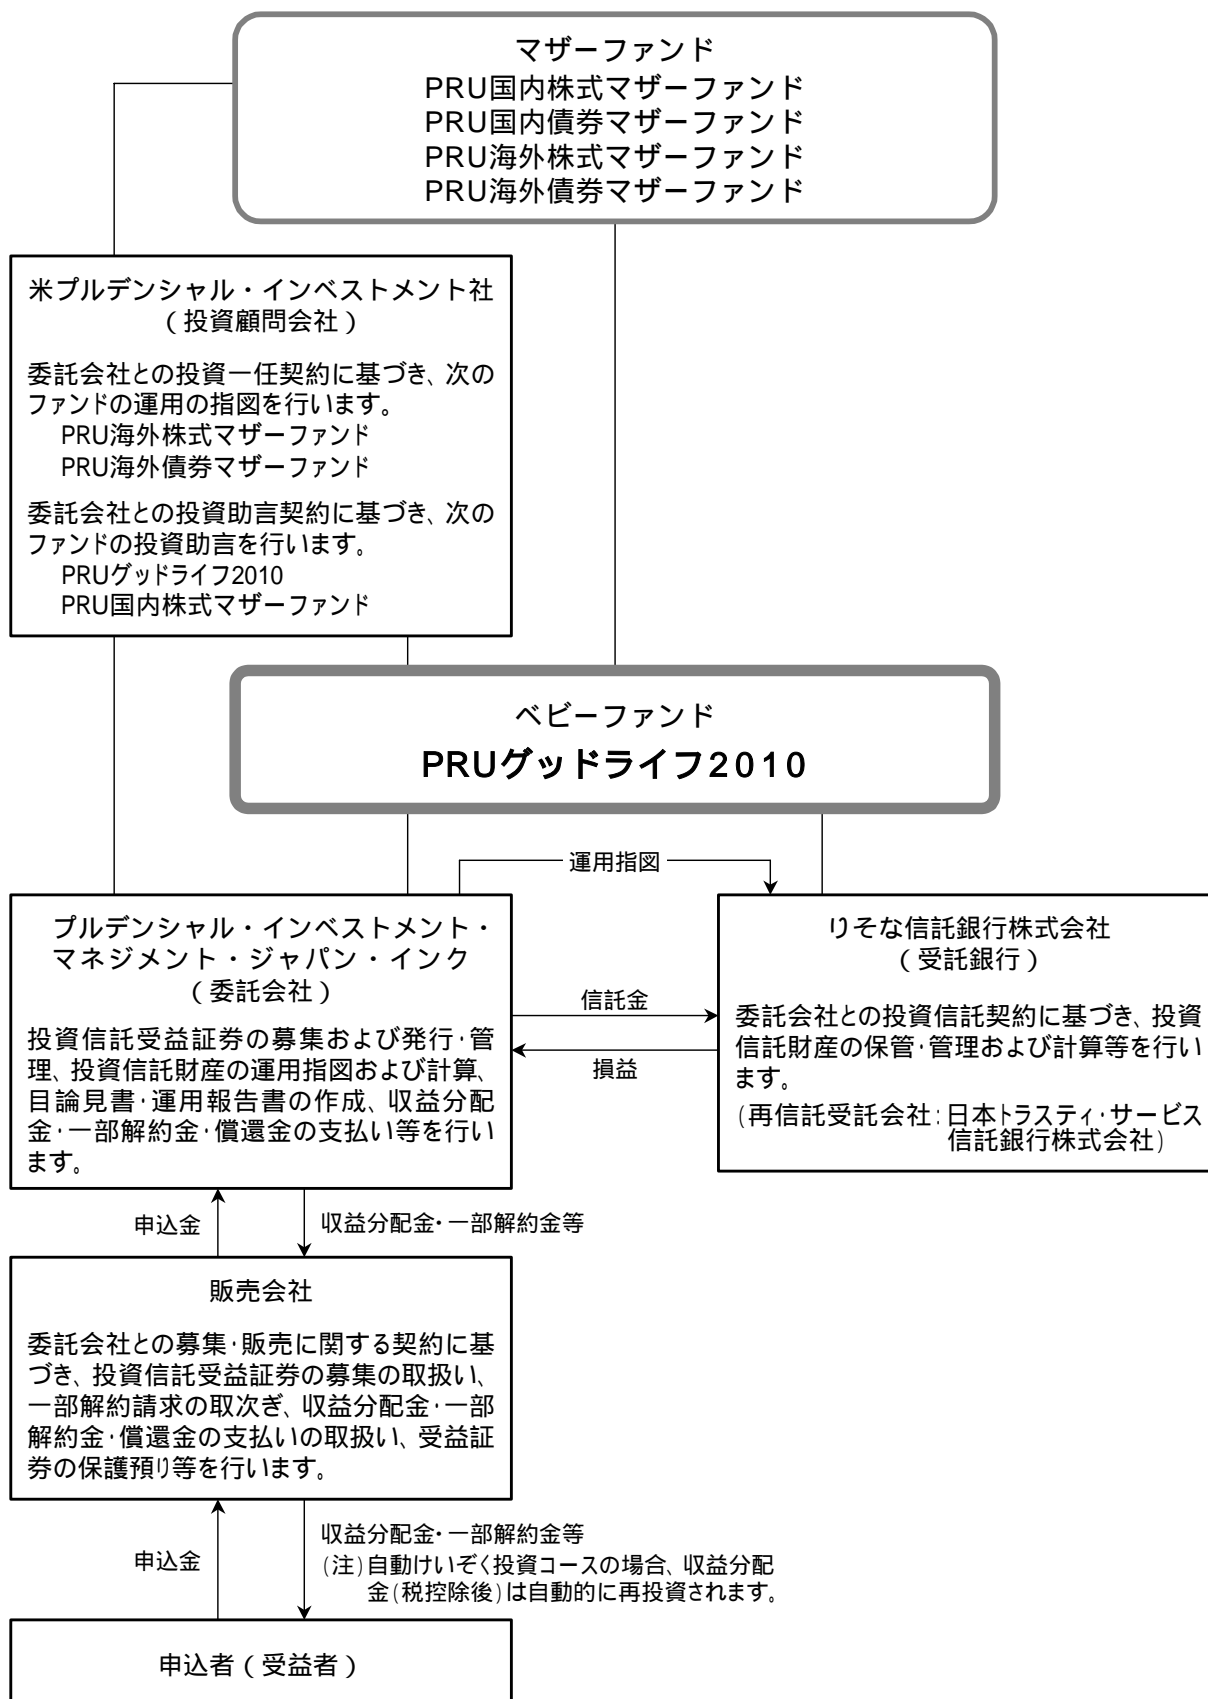 マザーファンド
PRU国内株式マザーファンド
PRU国内債券マザーファンド
PRU海外株式マザーファンド
PRU海外債券マザーファンド
米プルデンシャル・インベストメント社
(投資顧問会社)
委託会社との投資一任契約に基づき、次の
ファンドの運用の指図を行います。
PRU海外株式マザーファンド
PRU海外債券マザーファンド
委託会社との投資助言契約に基づき、次の
ファンドの投資助言を行います。
PRUグッドライフ2010
PRU国内株式マザーファンド
ベビーファンド
PRUグッドライフ2010
運用指図
プルデンシャル・インベストメント・
マネジメント・ジャパン・インク
(委託会社)
投資信託受益証券の募集および発行・管
理、投資信託財産の運用指図および計算、
目論見書・運用報告書の作成、収益分配
金・一部解約金・償還金の支払い等を行い
ます。
信託金
損益
りそな信託銀行株式会社
(受託銀行)
委託会社との投資信託契約に基づき、投資
信託財産の保管・管理および計算等を行い
ます。
(再信託受託会社:日本トラスティ・サービス
信託銀行株式会社)
申込金
収益分配金・一部解約金等
販売会社
委託会社との募集・販売に関する契約に基
づき、投資信託受益証券の募集の取扱い、
一部解約請求の取次ぎ、収益分配金・一部
解約金・償還金の支払いの取扱い、受益証
券の保護預り等を行います。
申込金
収益分配金・一部解約金等
(注)自動けいぞく投資コースの場合、収益分配
金(税控除後)は自動的に再投資されます。
申込者(受益者)